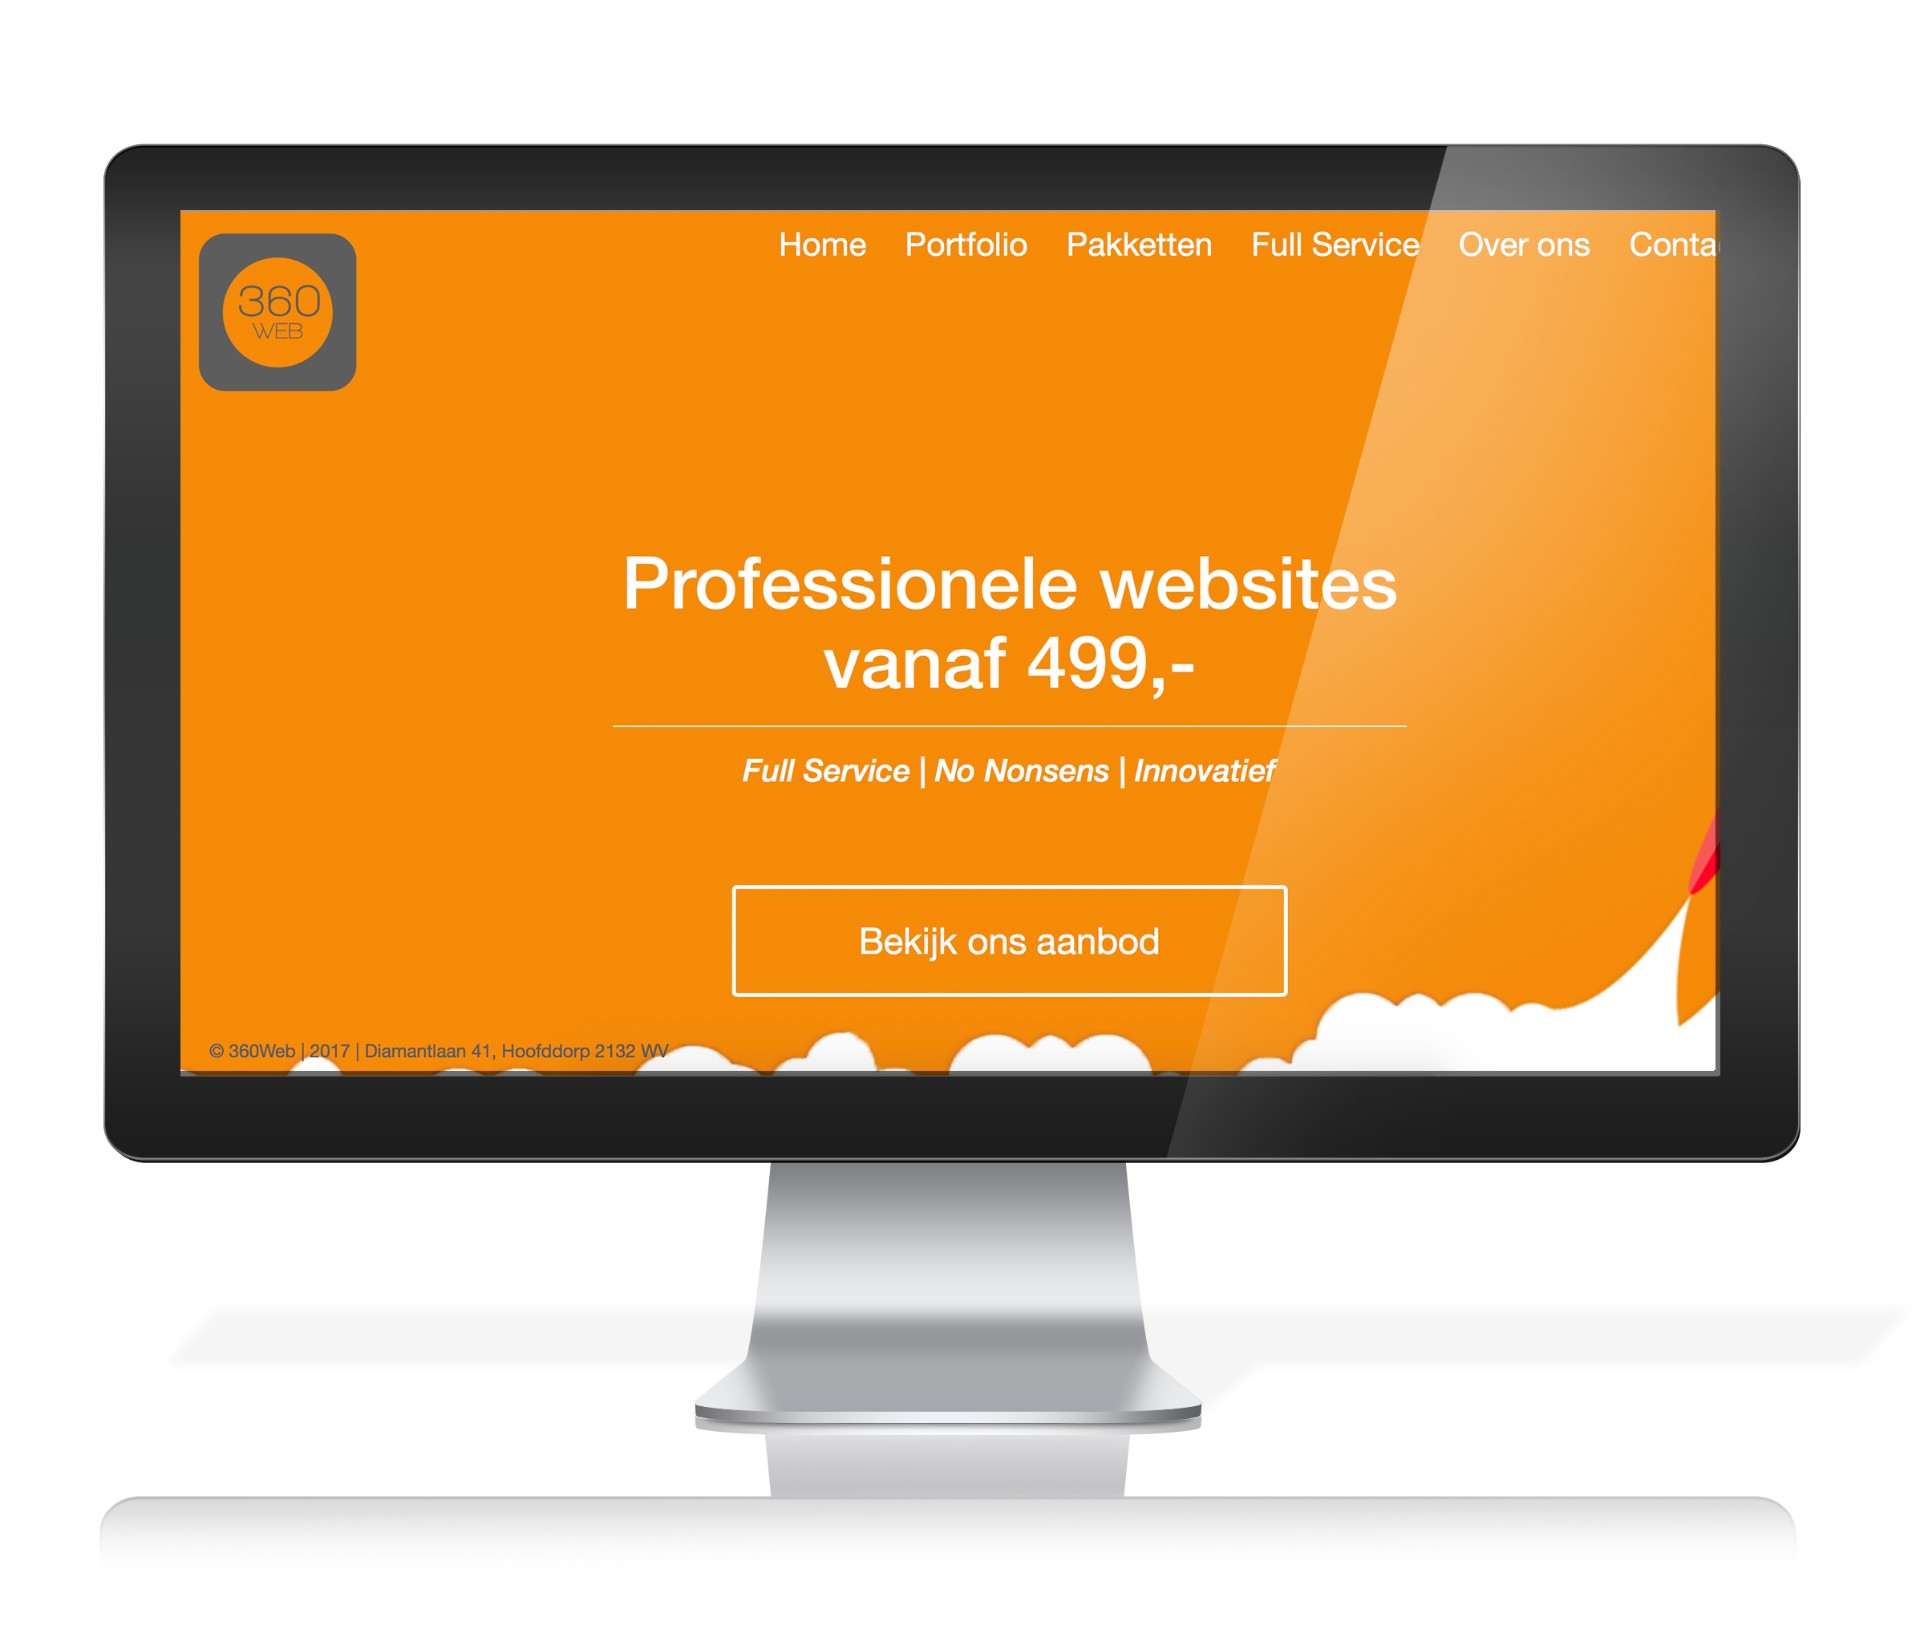 360
WEB
Home Portfolio Pakketten Full Service Over ons Conta
Professionele websites
vanaf 499,-
Full Service | No Nonsens | Innovatief
Bekijk ons aanbod
© 360Web | 2017 | Diamantlaan 41, Hoofddorp 2132 WV